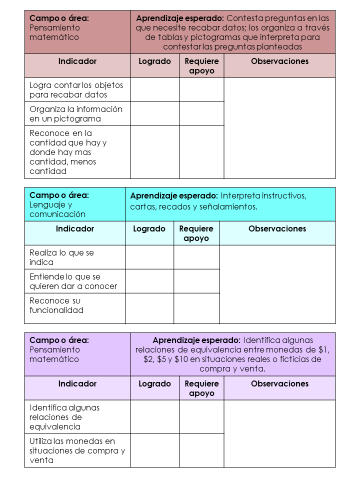 Campo o área:
Pensamiento
matemático
Aprendizaje esperado: Contesta preguntas en las
que necesite recabar datos; los organiza a través
de tablas y pictogramas que interpreta para
contestar las preguntas planteadas
Indicador
Logrado
Requiere
apoyo
Observaciones
Logra contar los objetos
para recabar datos
Organiza la información
en un pictograma
Reconoce en la
cantidad que hay y
donde hay mas
cantidad, menos
cantidad
Campo o área:
Lenguaje y
comunicación
Aprendizaje esperado: Interpreta instructivos,
cartas, recados y señalamientos.
Indicador
Logrado
Requiere
apoyo
Observaciones
Realiza lo que se
indica
Entiende lo que se
quieren dar a conocer
Reconoce su
funcionalidad
Campo o área:
Pensamiento
matemático
Aprendizaje esperado: Identifica algunas
relaciones de equivalencia entre monedas de $1,
$2, $5 y $10 en situaciones reales o ficticias de
compra y venta.
Indicador
Logrado
Requiere
apoyo
Observaciones
Identifica algunas
relaciones de
equivalencia
Utiliza las monedas en
situaciones de compra y
venta